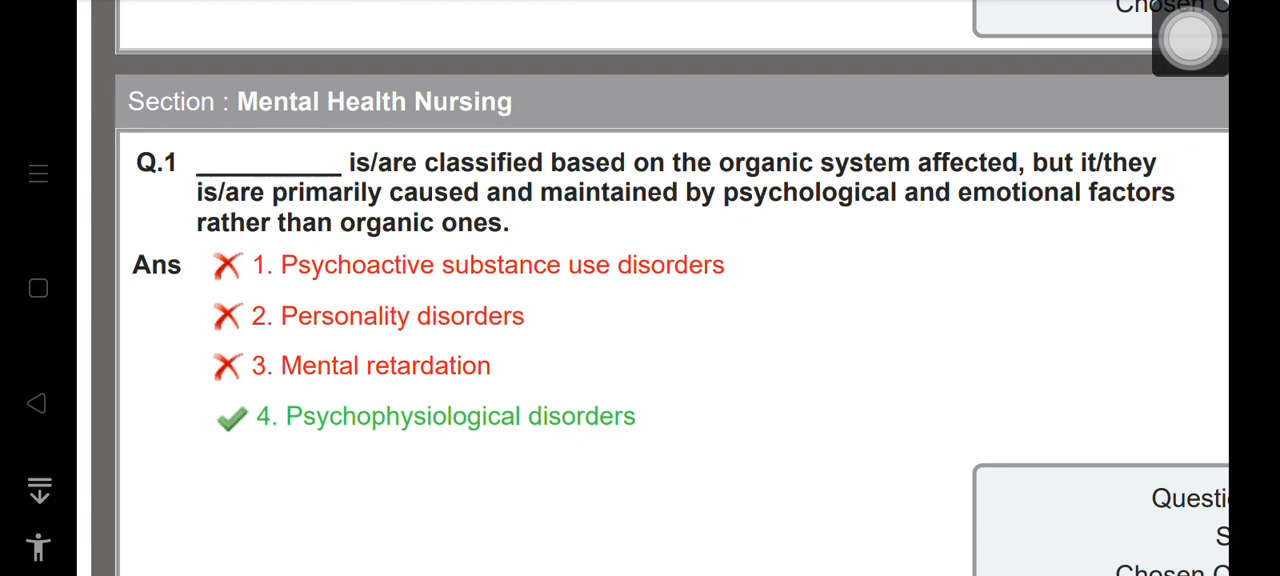 Section : Mental Health Nursing
Q.1 __________ is/are classified based on the organic system affected, but it/they
is/are primarily caused and maintained by psychological and emotional factors
rather than organic ones.
Ans 1. Psychoactive substance use disorders
2. Personality disorders
3. Mental retardation
4. Psychophysiological disorders